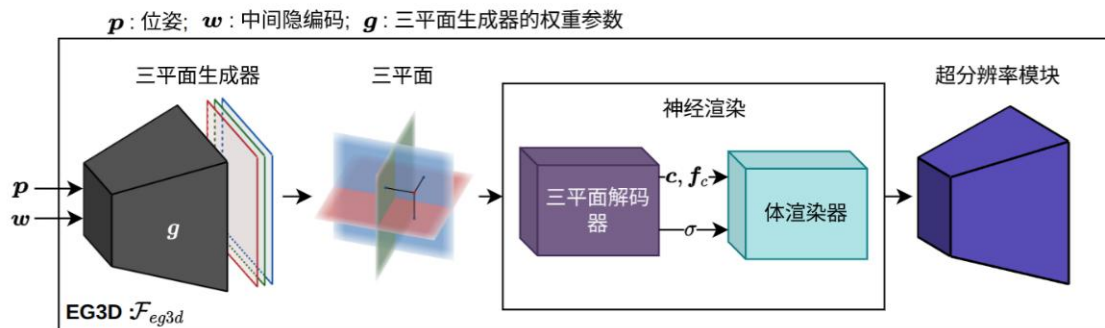 p : 位姿; w : 中间隐编码; g : 三平面生成器的权重参数
三平面生成器
三平面
神经渲染
超分辨率模块
p
w
g
三平面解码
器
c, f_c
σ
体渲染器
EG3D :F_eg3d